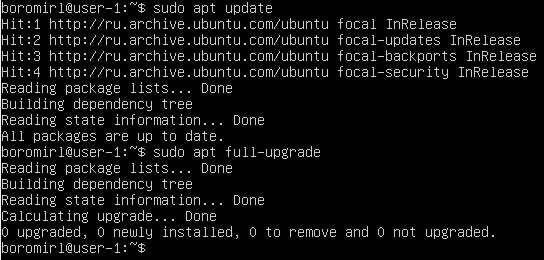 boromirl@user-1:~$ sudo apt update
Hit:1 http://ru.archive.ubuntu.com/ubuntu focal InRelease
Hit:2 http://ru.archive.ubuntu.com/ubuntu focal-updates InRelease
Hit:3 http://ru.archive.ubuntu.com/ubuntu focal-backports InRelease
Hit:4 http://ru.archive.ubuntu.com/ubuntu focal-security InRelease
Reading package lists... Done
Building dependency tree
Reading state information... Done
All packages are up to date.
boromirl@user-1:~$ sudo apt full-upgrade
Reading package lists... Done
Building dependency tree
Reading state information... Done
Calculating upgrade... Done
0 upgraded, 0 newly installed, 0 to remove and 0 not upgraded.
boromirl@user-1:~$